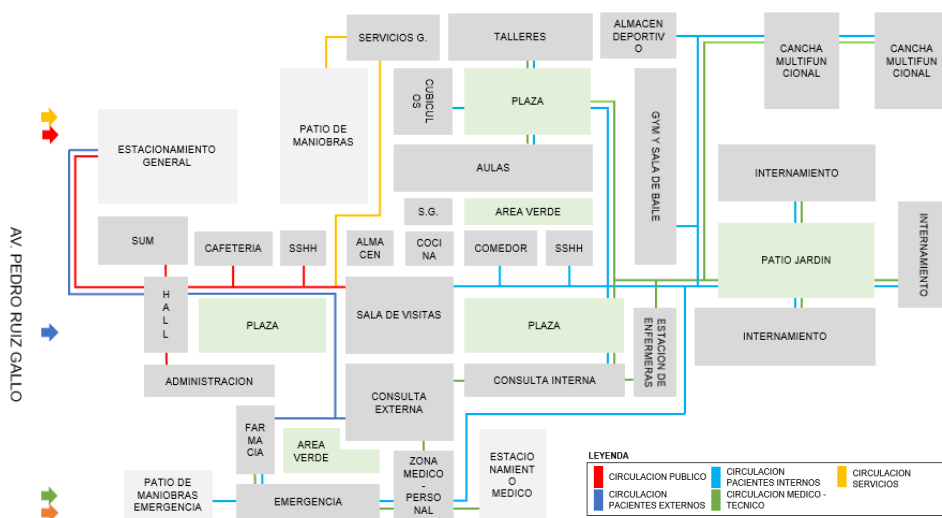 SERVICIOS G.
TALLERES
ALMACEN
DEPORTIV
O
CANCHA
MULTIFUN
CIONAL
CANCHA
MULTIFUN
CIONAL
CUBICUL
OS
PLAZA
PATIO DE
MANIOBRAS
GYM Y SALA DE BAILE
ESTACIONAMIENTO
GENERAL
AULAS
INTERNAMIENTO
S.G.
AREA VERDE
SUM
CAFETERIA
SSHH
ALMA
CEN
COCI
NA
COMEDOR
SSHH
PATIO JARDIN
INTERNAMIENTO
AV. PEDRO RUIZ GALLO
H
A
L
L
PLAZA
SALA DE VISITAS
PLAZA
ESTACION DE
ENFERMERAS
INTERNAMIENTO
ADMINISTRACION
CONSULTA
EXTERNA
CONSULTA INTERNA
FAR
MA
CIA
AREA
VERDE
ZONA
MEDICO
- PERSO
NAL
ESTACIO
NAMIENT
O MEDICO
PATIO DE
MANIOBRAS
EMERGENCIA
EMERGENCIA
LEYENDA
CIRCULACION PUBLICO
CIRCULACION
PACIENTES INTERNOS
CIRCULACION
SERVICIOS
CIRCULACION
PACIENTES EXTERNOS
CIRCULACION MEDICO -
TECNICO